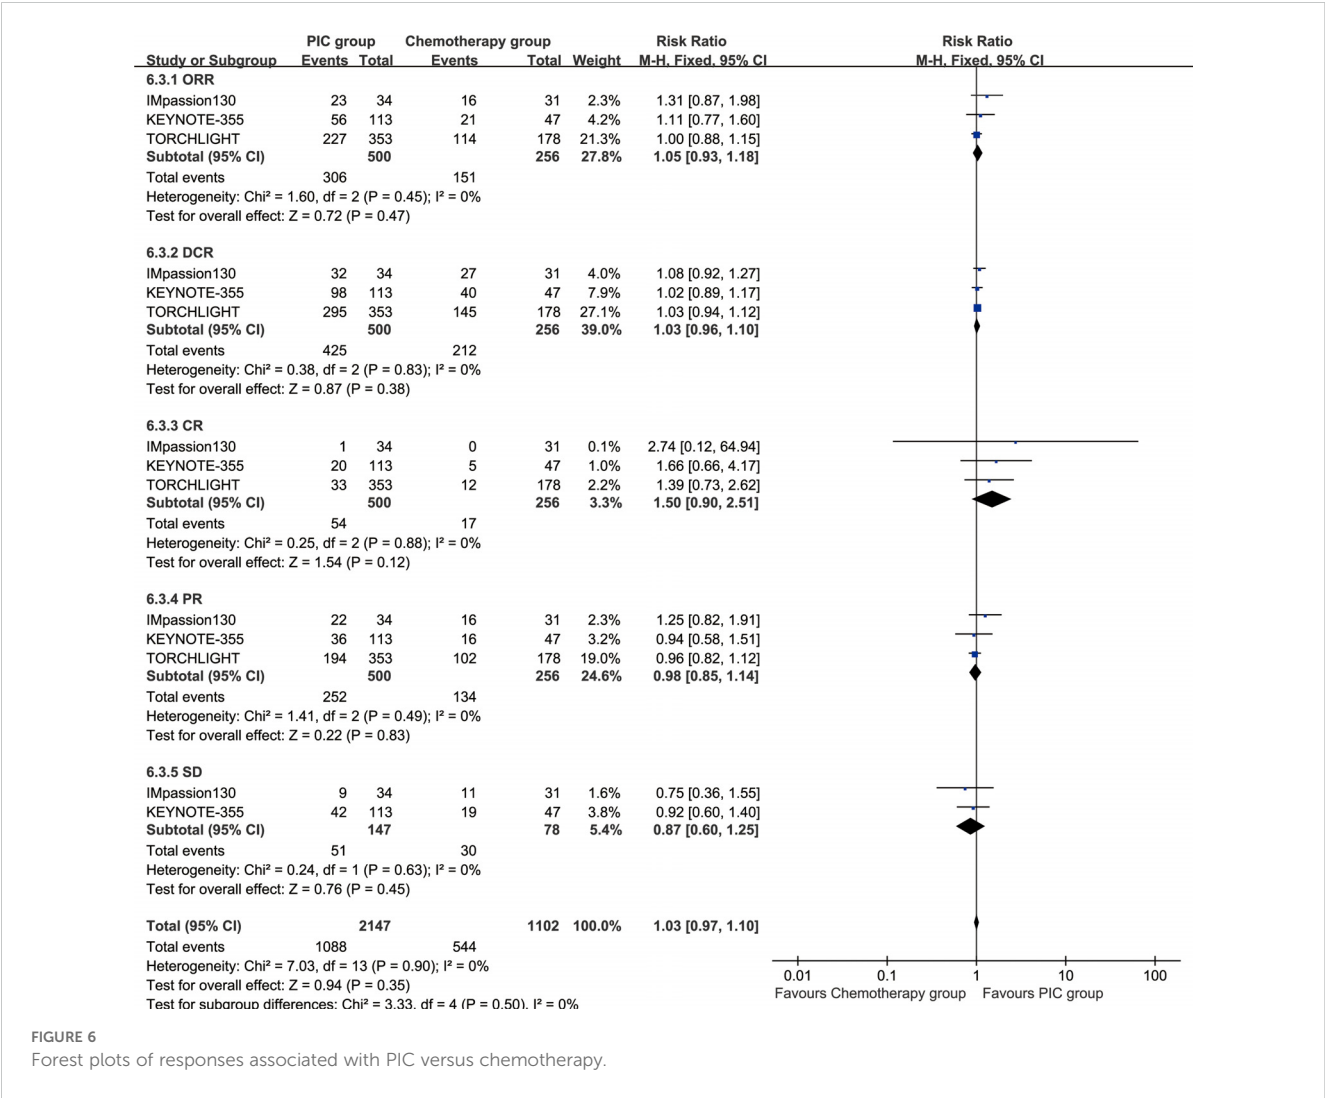 PIC group Chemotherapy group Risk Ratio Risk Ratio
Study or Subgroup Events Total Events Total Weight M-H, Fixed, 95% CI M-H, Fixed, 95% CI
6.3.1 ORR
IMpassion130 23 34 16 31 2.3% 1.31 [0.87, 1.98]
KEYNOTE-355 56 113 21 47 4.2% 1.11 [0.77, 1.60]
TORCHLIGHT 227 353 114 178 21.3% 1.00 [0.88, 1.15]
Subtotal (95% CI) 500 256 27.8% 1.05 [0.93, 1.18]
Total events 306 151
Heterogeneity: Chi² = 1.60, df = 2 (P = 0.45); I² = 0%
Test for overall effect: Z = 0.72 (P = 0.47)
6.3.2 DCR
IMpassion130 32 34 27 31 4.0% 1.08 [0.92, 1.27]
KEYNOTE-355 98 113 40 47 7.9% 1.02 [0.89, 1.17]
TORCHLIGHT 295 353 145 178 27.1% 1.03 [0.94, 1.12]
Subtotal (95% CI) 500 256 39.0% 1.03 [0.96, 1.10]
Total events 425 212
Heterogeneity: Chi² = 0.38, df = 2 (P = 0.83); I² = 0%
Test for overall effect: Z = 0.87 (P = 0.38)
6.3.3 CR
IMpassion130 1 34 0 31 0.1% 2.74 [0.12, 64.94]
KEYNOTE-355 20 113 5 47 1.0% 1.66 [0.66, 4.17]
TORCHLIGHT 33 353 12 178 2.2% 1.39 [0.73, 2.62]
Subtotal (95% CI) 500 256 3.3% 1.50 [0.90, 2.51]
Total events 54 17
Heterogeneity: Chi² = 0.25, df = 2 (P = 0.88); I² = 0%
Test for overall effect: Z = 1.54 (P = 0.12)
6.3.4 PR
IMpassion130 22 34 16 31 2.3% 1.25 [0.82, 1.91]
KEYNOTE-355 36 113 16 47 3.2% 0.94 [0.58, 1.51]
TORCHLIGHT 194 353 102 178 19.0% 0.96 [0.82, 1.12]
Subtotal (95% CI) 500 256 24.6% 0.98 [0.85, 1.14]
Total events 252 134
Heterogeneity: Chi² = 1.41, df = 2 (P = 0.49); I² = 0%
Test for overall effect: Z = 0.22 (P = 0.83)
6.3.5 SD
IMpassion130 9 34 11 31 1.6% 0.75 [0.36, 1.55]
KEYNOTE-355 42 113 19 47 3.8% 0.92 [0.60, 1.40]
Subtotal (95% CI) 147 78 5.4% 0.87 [0.60, 1.25]
Total events 51 30
Heterogeneity: Chi² = 0.24, df = 1 (P = 0.63); I² = 0%
Test for overall effect: Z = 0.76 (P = 0.45)
Total (95% CI) 2147 1102 100.0% 1.03 [0.97, 1.10]
Total events 1088 544
Heterogeneity: Chi² = 7.03, df = 13 (P = 0.90); I² = 0%
Test for overall effect: Z = 0.94 (P = 0.35)
Test for subgroup differences: Chi² = 3.33, df = 4 (P = 0.50), I² = 0%
0.01 0.1 1 10 100
Favours Chemotherapy group Favours PIC group
FIGURE 6
Forest plots of responses associated with PIC versus chemotherapy.